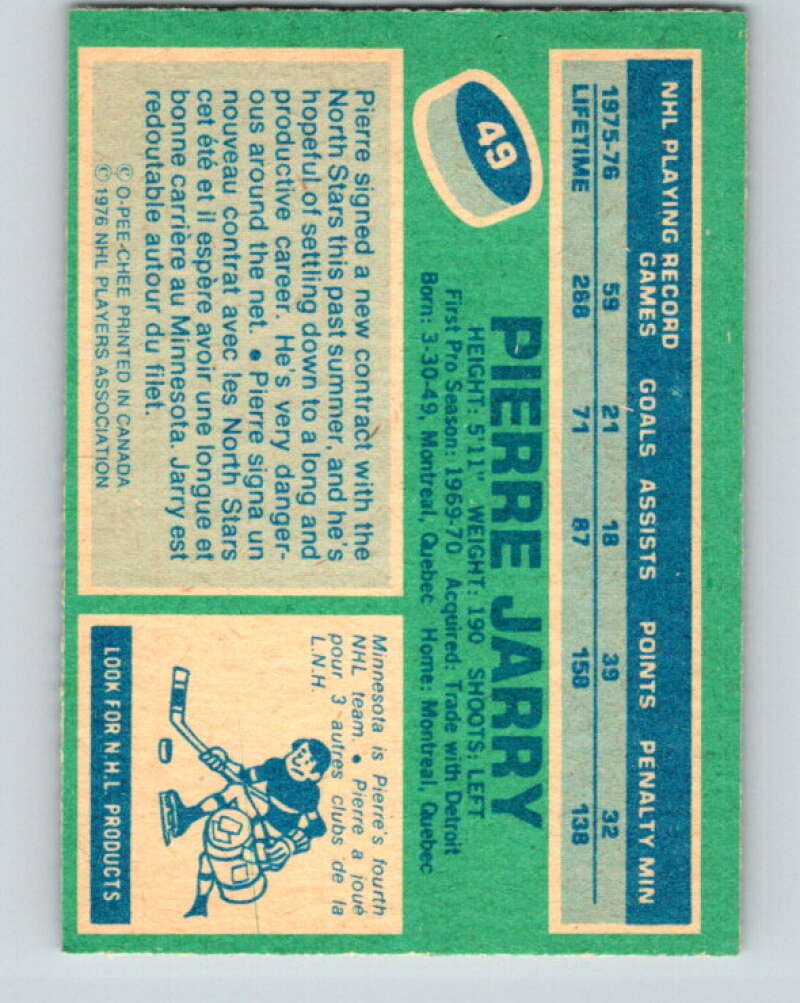 NHL PLAYING RECORD
GAMES GOALS ASSISTS POINTS PENALTY MIN
1975-76 59 21 18 39 32
LIFETIME 288 71 87 158 138
49
PIERRE JARRY
HEIGHT: 5'11" WEIGHT: 190 SHOOTS: LEFT
First Pro Season: 1969-70 Acquired: Trade with Detroit
Born: 3-30-49, Montreal, Quebec Home: Montreal, Quebec
Pierre signed a new contract with the
North Stars this past summer, and he's
hopeful of settling down to a long and
productive career. He's very danger-
ous around the net. • Pierre signa un
nouveau contrat avec les North Stars
cet été et il espère avoir une longue et
bonne carrière au Minnesota. Jarry est
redoutable autour du filet.
© O-PEE-CHEE PRINTED IN CANADA
© 1976 NHL PLAYERS ASSOCIATION
Minnesota is Pierre's fourth
NHL team. • Pierre a joué
pour 3 autres clubs de la
L.N.H.
LOOK FOR N.H.L PRODUCTS